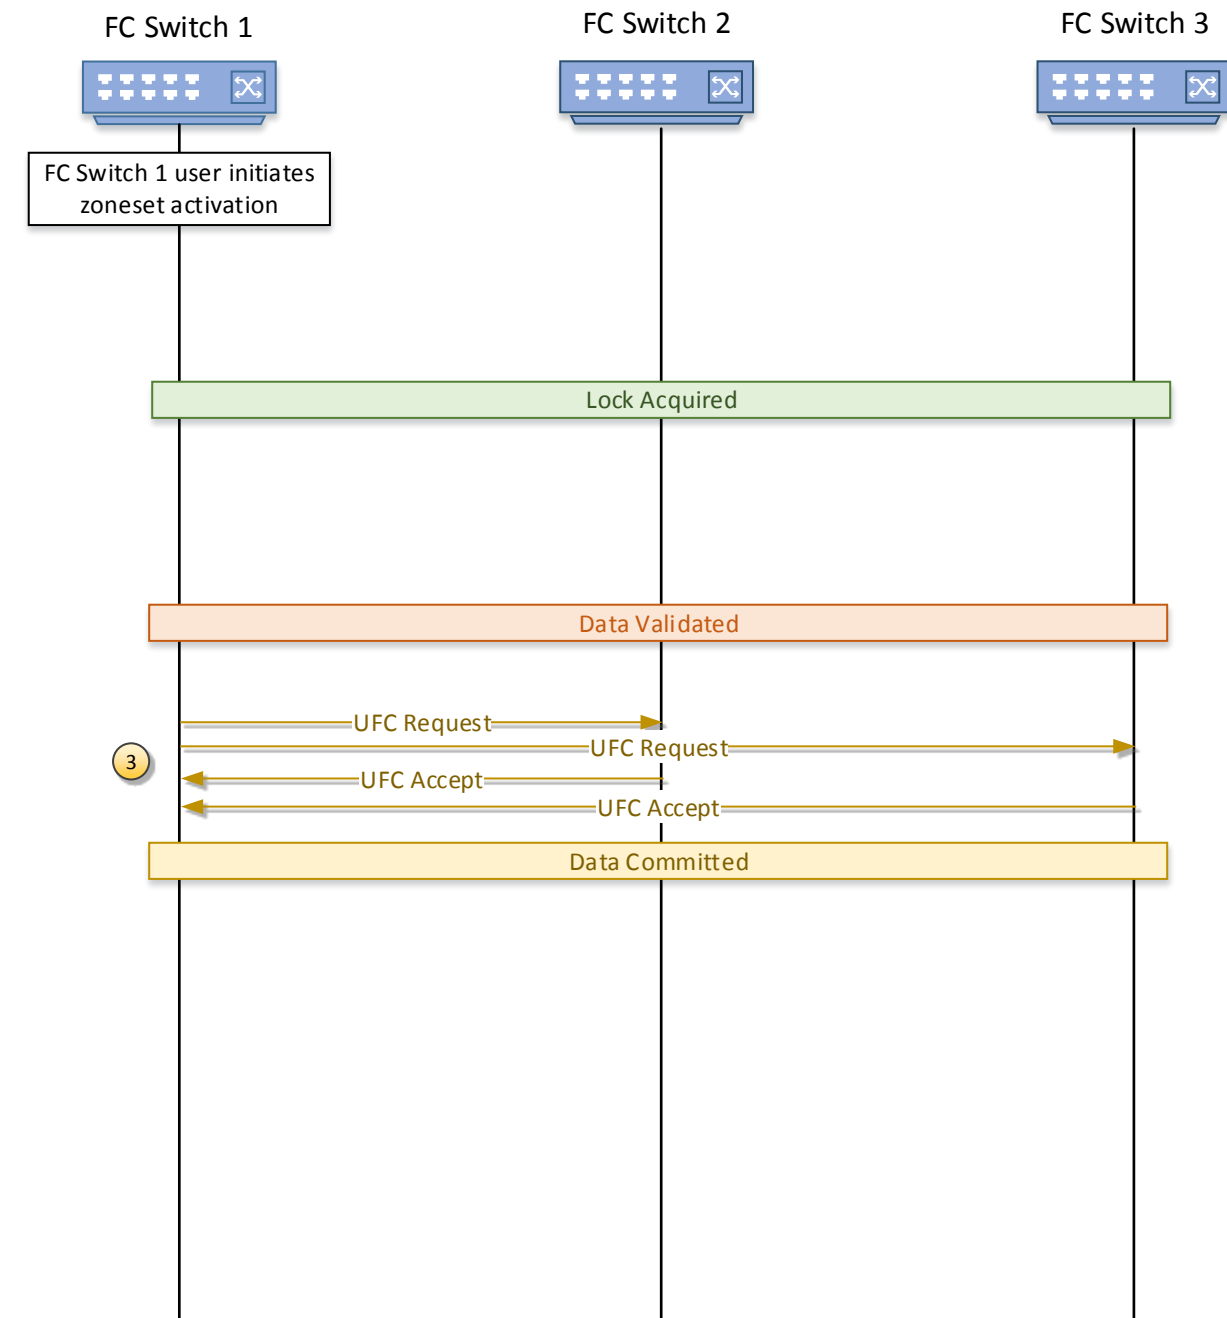 FC Switch 1
FC Switch 2
FC Switch 3
FC Switch 1 user initiates
zoneset activation
Lock Acquired
Data Validated
UFC Request
UFC Request
3
UFC Accept
UFC Accept
Data Committed